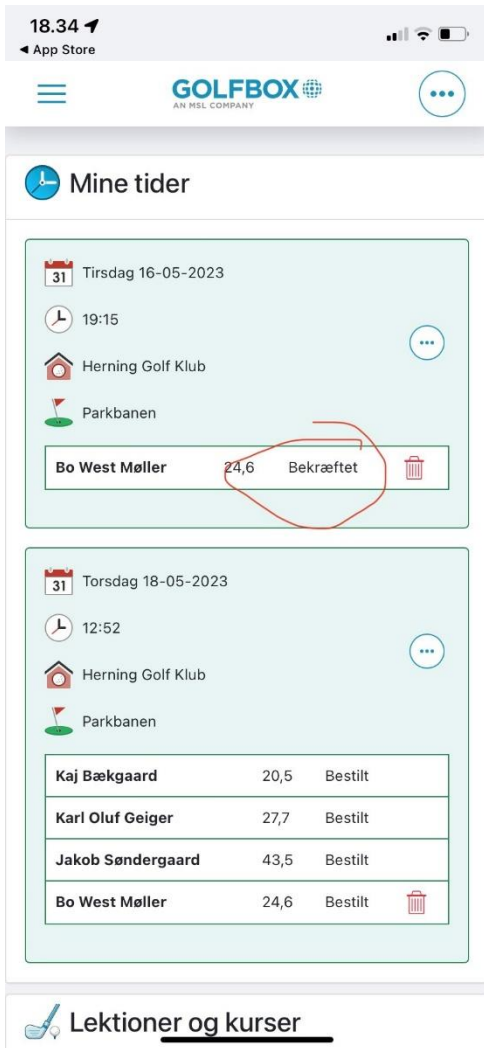 18.34
◀ App Store
GOLFBOX
AN MSL COMPANY
Mine tider
31 Tirsdag 16-05-2023
19:15
Herning Golf Klub
Parkbanen
Bo West Møller 24,6 Bekræftet
31 Torsdag 18-05-2023
12:52
Herning Golf Klub
Parkbanen
Kaj Bækgaard 20,5 Bestilt
Karl Oluf Geiger 27,7 Bestilt
Jakob Søndergaard 43,5 Bestilt
Bo West Møller 24,6 Bestilt
Lektioner og kurser